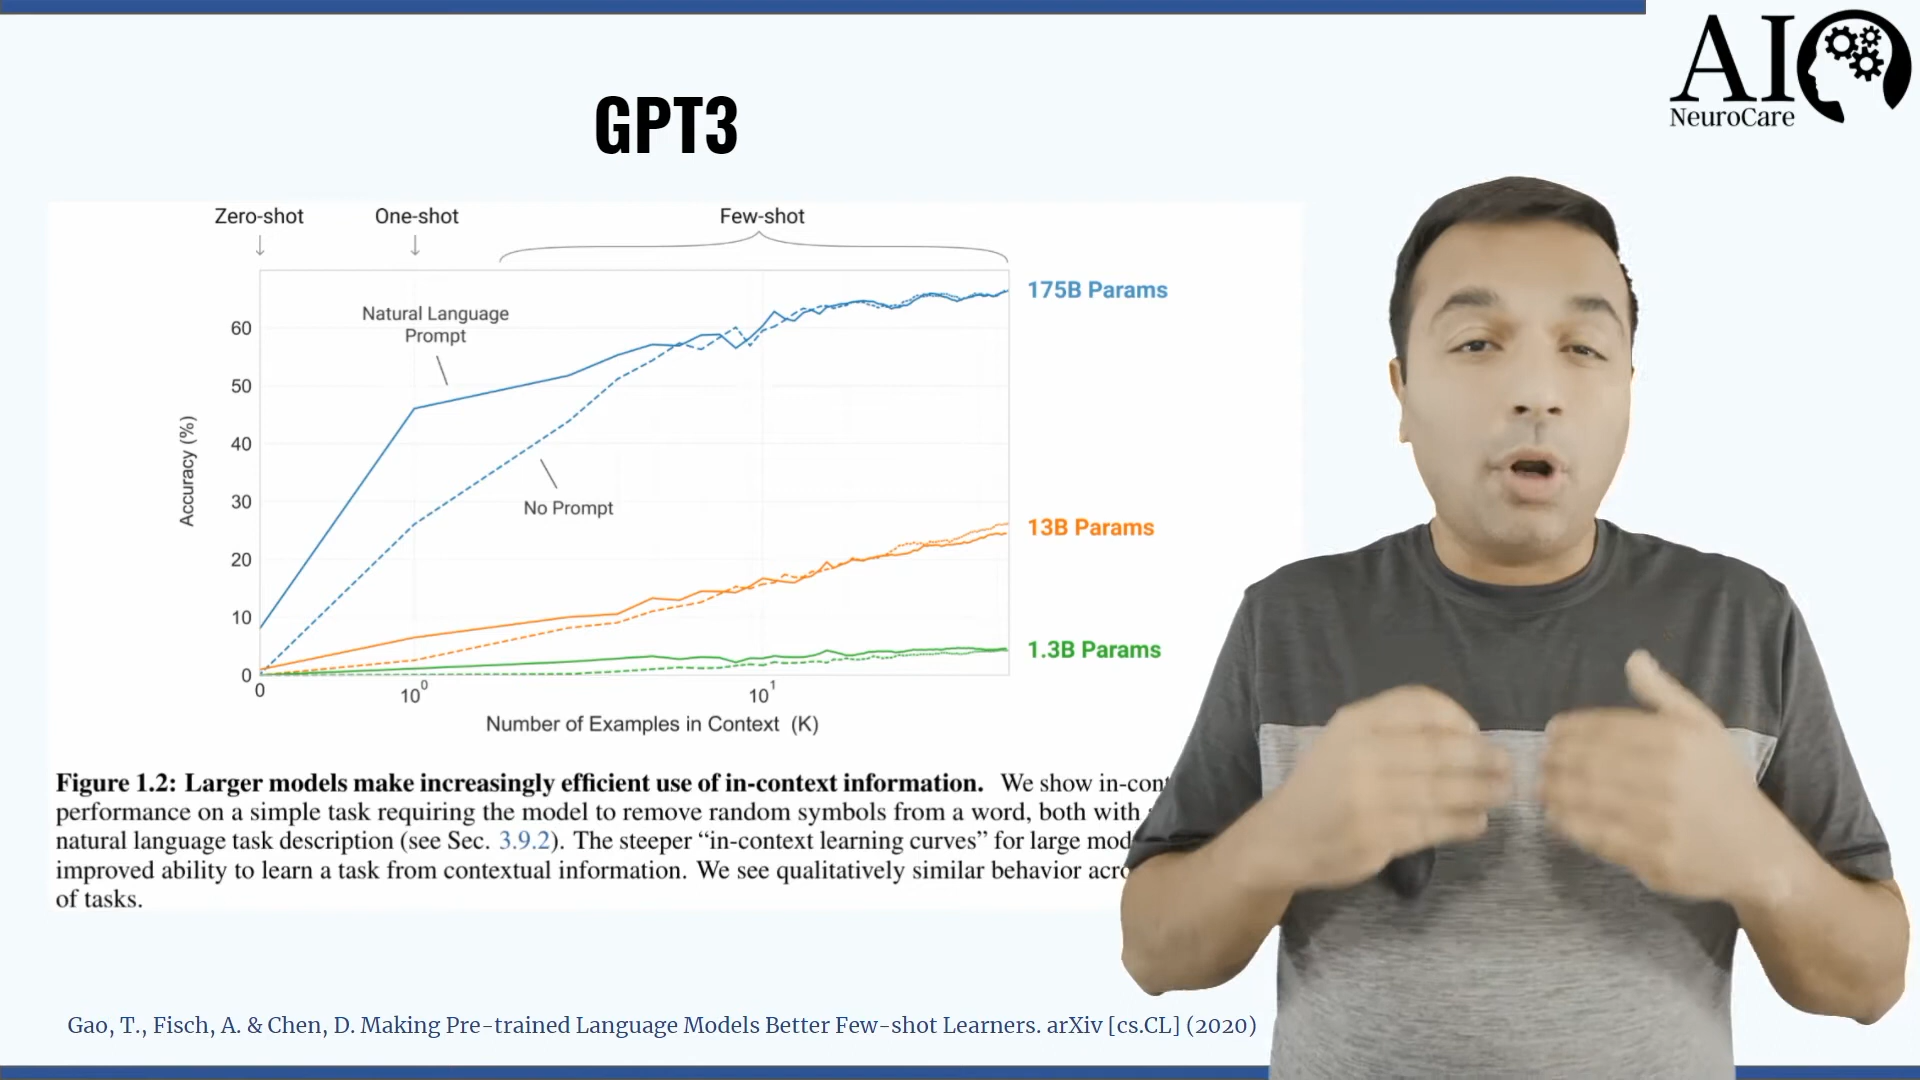 AI
NeuroCare
GPT3
Zero-shot
One-shot
Few-shot
175B Params
Natural Language
Prompt
60
50
40
30
20
10
0
Accuracy (%)
No Prompt
13B Params
1.3B Params
0
10⁰
10¹
Number of Examples in Context (K)
Figure 1.2: Larger models make increasingly efficient use of in-context information. We show in-cont
performance on a simple task requiring the model to remove random symbols from a word, both with
natural language task description (see Sec. 3.9.2). The steeper “in-context learning curves” for large mod
improved ability to learn a task from contextual information. We see qualitatively similar behavior acro
of tasks.
Gao, T., Fisch, A. & Chen, D. Making Pre-trained Language Models Better Few-shot Learners. arXiv [cs.CL] (2020)